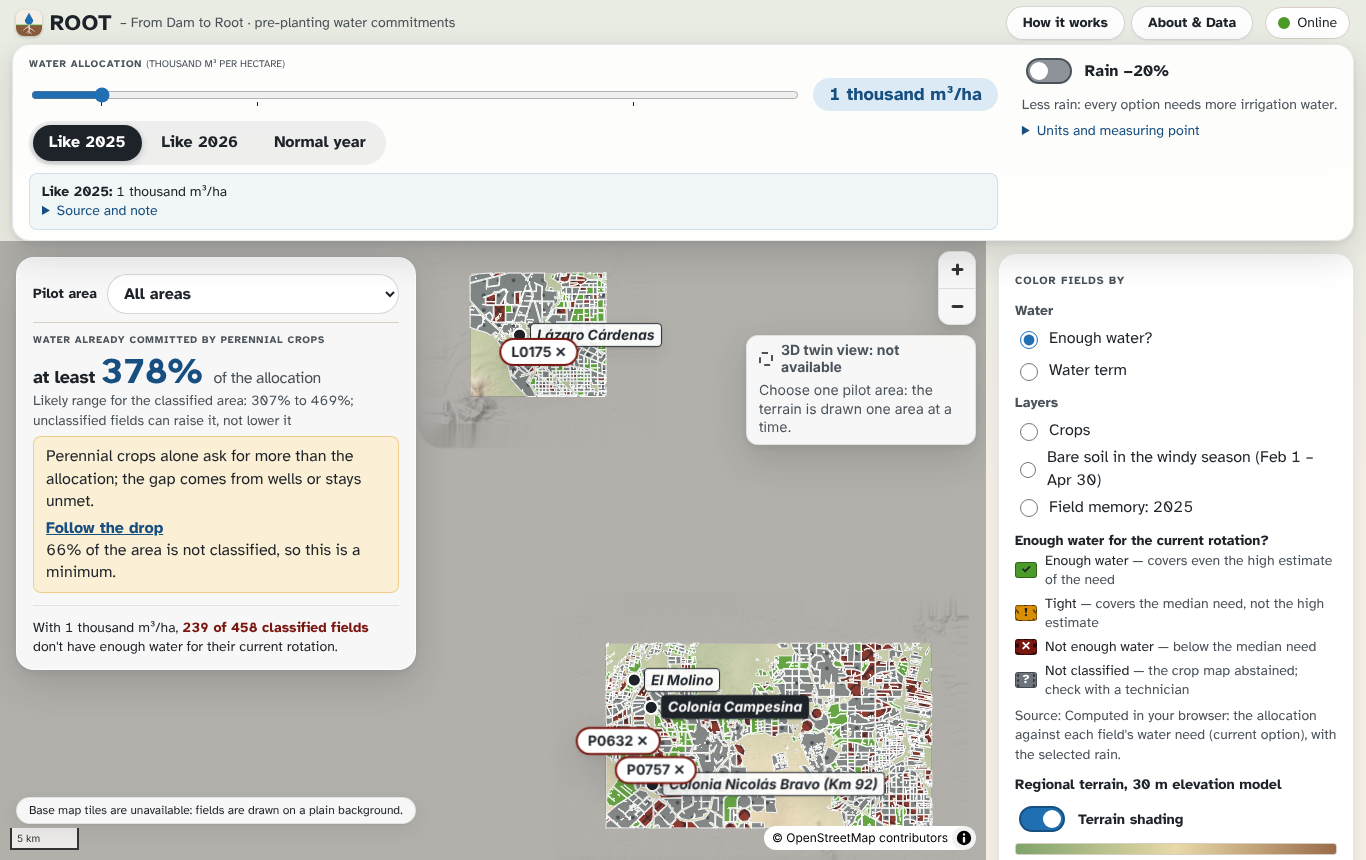 ROOT – From Dam to Root · pre-planting water commitments
How it works
About & Data
Online
WATER ALLOCATION (THOUSAND M³ PER HECTARE)
1 thousand m³/ha
Like 2025
Like 2026
Normal year
Like 2025: 1 thousand m³/ha
Source and note
Rain −20%
Less rain: every option needs more irrigation water.
Units and measuring point
Pilot area
All areas
WATER ALREADY COMMITTED BY PERENNIAL CROPS
at least 378% of the allocation
Likely range for the classified area: 307% to 469%;
unclassified fields can raise it, not lower it
Perennial crops alone ask for more than the
allocation; the gap comes from wells or stays
unmet.
Follow the drop
66% of the area is not classified, so this is a
minimum.
With 1 thousand m³/ha, 239 of 458 classified fields
don't have enough water for their current rotation.
Base map tiles are unavailable: fields are drawn on a plain background.
5 km
Lázaro Cárdenas
L0175 ×
+
−
3D twin view: not
available
Choose one pilot area: the
terrain is drawn one area at a
time.
El Molino
Colonia Campesina
P0632 ×
P0757 ×
Colonia Nicolás Bravo (Km 92)
© OpenStreetMap contributors
COLOR FIELDS BY
Water
Enough water?
Water term
Layers
Crops
Bare soil in the windy season (Feb 1 –
Apr 30)
Field memory: 2025
Enough water for the current rotation?
Enough water — covers even the high estimate
of the need
Tight — covers the median need, not the high
estimate
Not enough water — below the median need
Not classified — the crop map abstained;
check with a technician
Source: Computed in your browser: the allocation
against each field's water need (current option), with
the selected rain.
Regional terrain, 30 m elevation model
Terrain shading